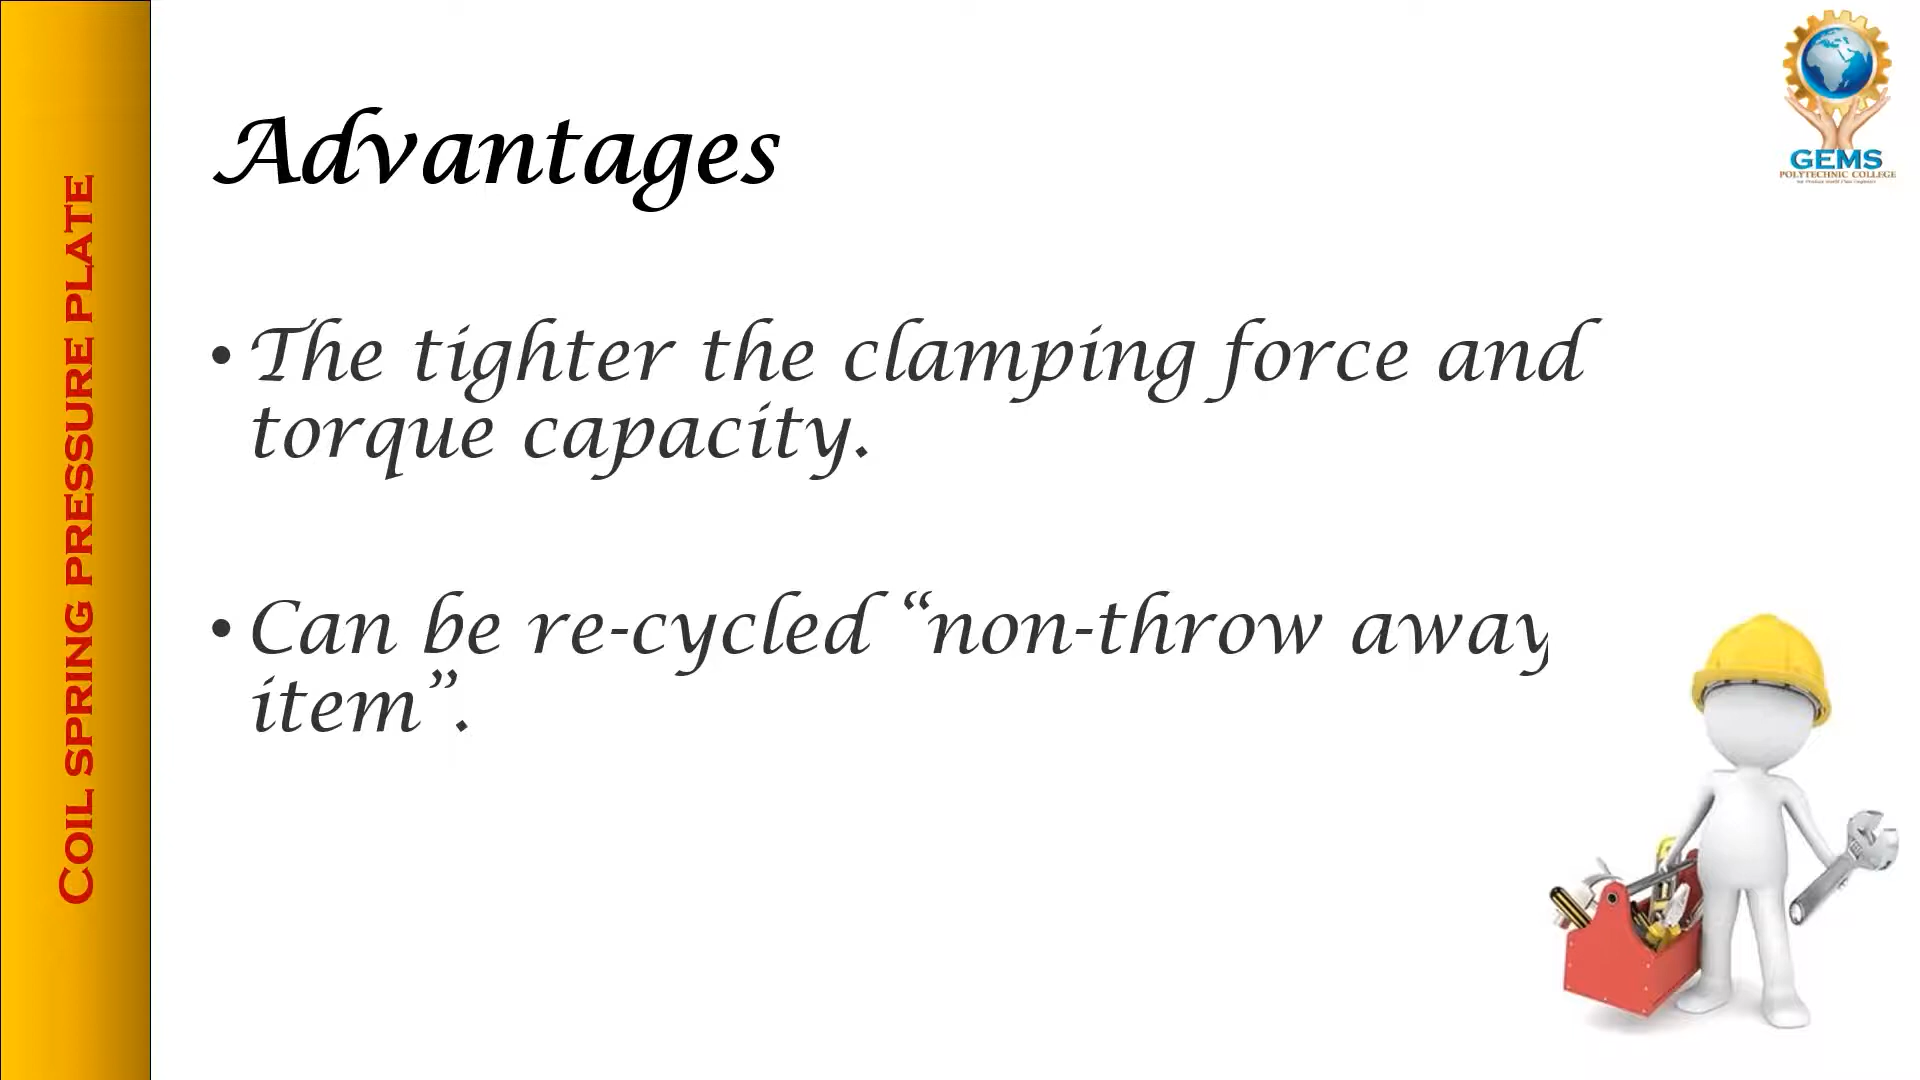 COIL SPRING PRESSURE PLATE
Advantages
• The tighter the clamping force and
torque capacity.
• Can be re-cycled “non-throw away
item”.
GEMS
POLYTECHNIC COLLEGE